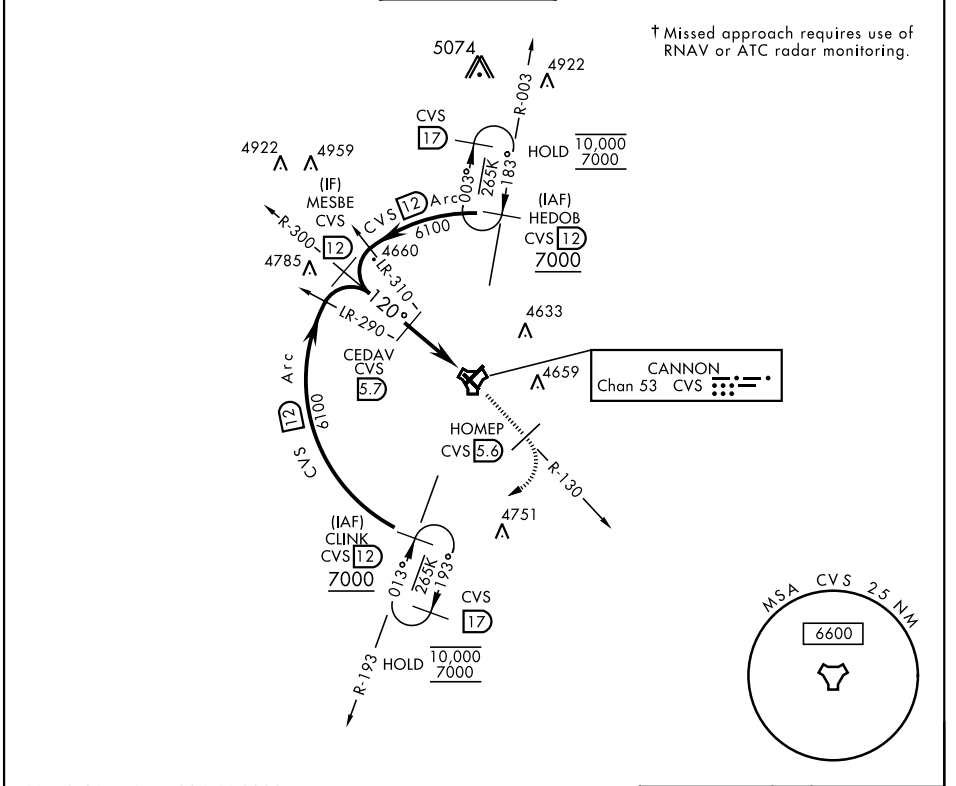 † Missed approach requires use of
RNAV or ATC radar monitoring.
5074
4922
R-003
CVS
17
HOLD 10,000
7000
003°
265K
183°
4922
4959
(IF)
MESBE
CVS
12
CVS 12 Arc
6100
(IAF)
HEDOB
CVS 12
7000
R-300
4660
4785
LR-310
120°
LR-290
4633
CEDAV
CVS
5.7
4659
CANNON
Chan 53 CVS
CVS 12 Arc
6100
HOMEP
CVS 5.6
R-130
4751
(IAF)
CLINK
CVS 12
7000
013°
265K
193°
CVS
17
HOLD 10,000
7000
R-193
MSA CVS 25 NM
6600